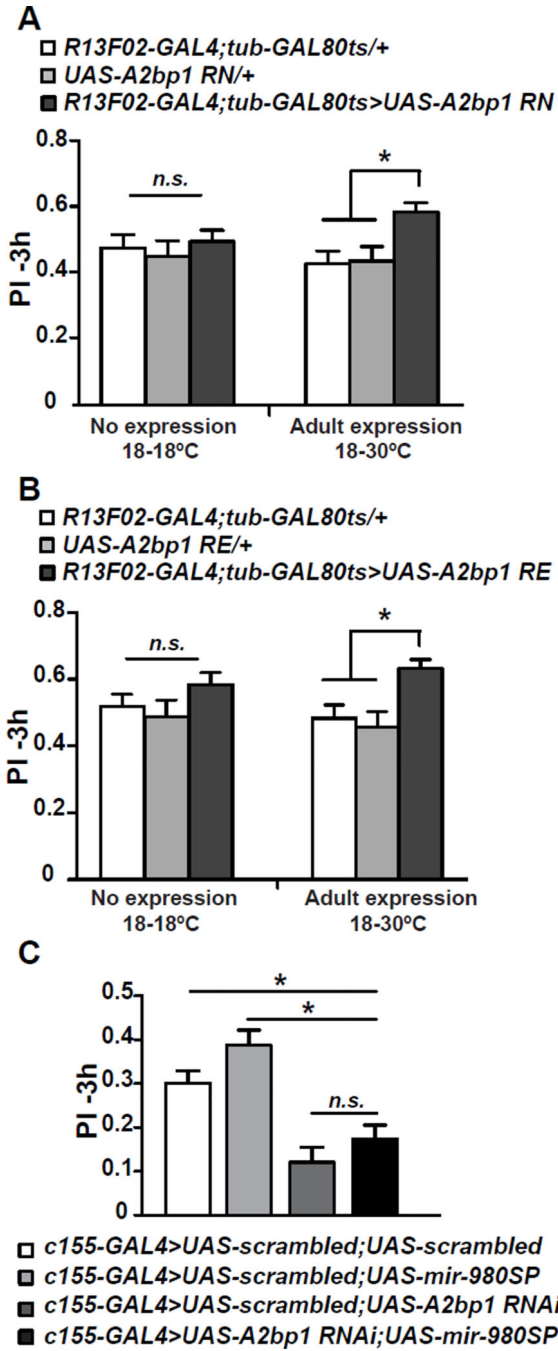 A
R13F02-GAL4;tub-GAL80ts/+
UAS-A2bp1 RN/+
R13F02-GAL4;tub-GAL80ts>UAS-A2bp1 RN
0.8
0.6
0.4
0.2
0
PI -3h
n.s.
*
No expression
18-18ºC
Adult expression
18-30ºC
B
R13F02-GAL4;tub-GAL80ts/+
UAS-A2bp1 RE/+
R13F02-GAL4;tub-GAL80ts>UAS-A2bp1 RE
0.8
0.6
0.4
0.2
0
PI -3h
n.s.
*
No expression
18-18ºC
Adult expression
18-30ºC
C
0.5
0.3
0.2
0.1
0
PI -3h
*
*
n.s.
c155-GAL4>UAS-scrambled;UAS-scrambled
c155-GAL4>UAS-scrambled;UAS-mir-980SP
c155-GAL4>UAS-scrambled;UAS-A2bp1 RNAi
c155-GAL4>UAS-A2bp1 RNAi;UAS-mir-980SP